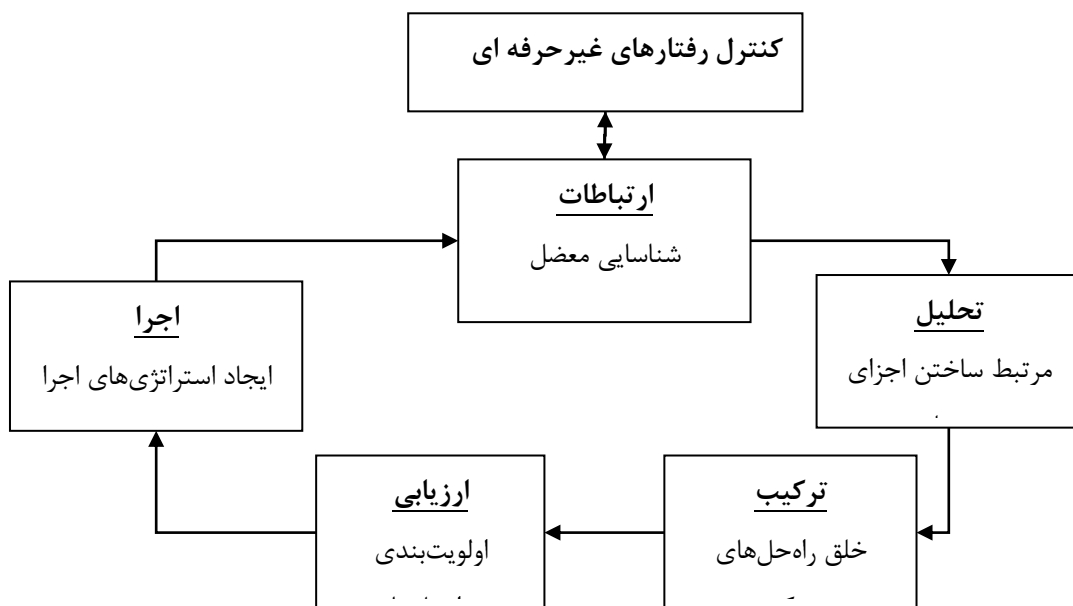 کنترل رفتارهای غیرحرفه ای
ارتباطات
شناسایی معضل
تحلیل
مرتبط ساختن اجزای
ترکیب
خلق راه‌حل‌های
ارزیابی
اولویت‌بندی
اجرا
ایجاد استراتژی‌های اجرا